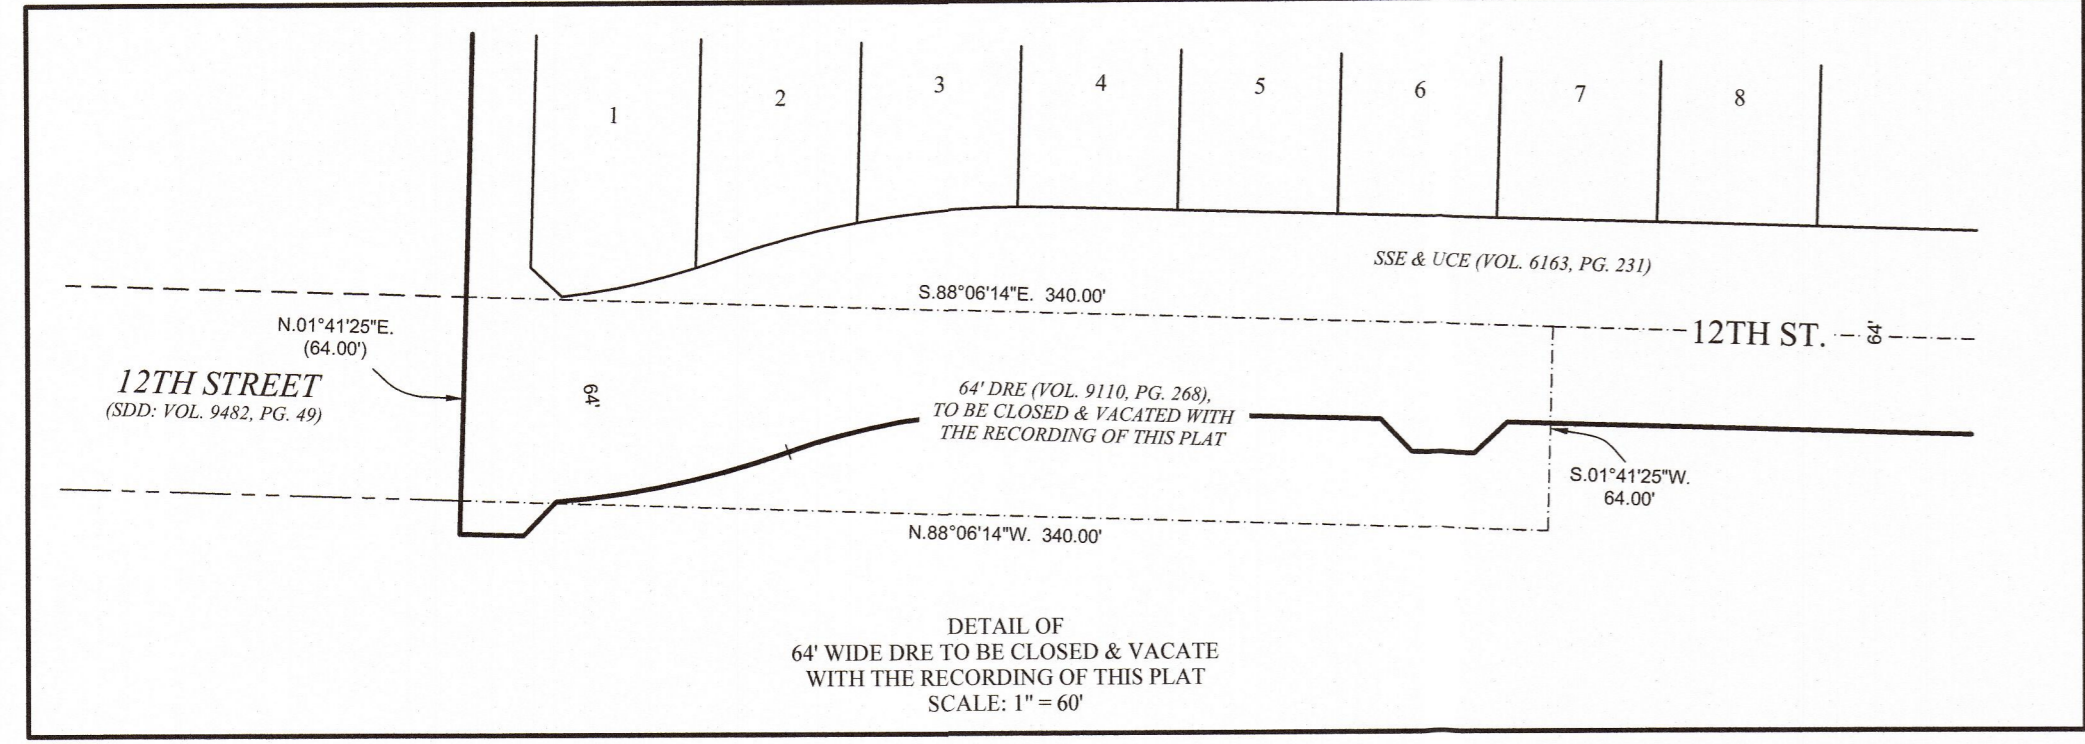 1
2
3
4
5
6
7
8
SSE & UCE (VOL. 6163, PG. 231)
S.88°06'14"E. 340.00'
N.01°41'25"E.
(64.00')
12TH STREET
(SDD: VOL. 9482, PG. 49)
12TH ST.
64'
64'
64' DRE (VOL. 9110, PG. 268),
TO BE CLOSED & VACATED WITH
THE RECORDING OF THIS PLAT
S.01°41'25"W.
64.00'
N.88°06'14"W. 340.00'
DETAIL OF
64' WIDE DRE TO BE CLOSED & VACATE
WITH THE RECORDING OF THIS PLAT
SCALE: 1" = 60'